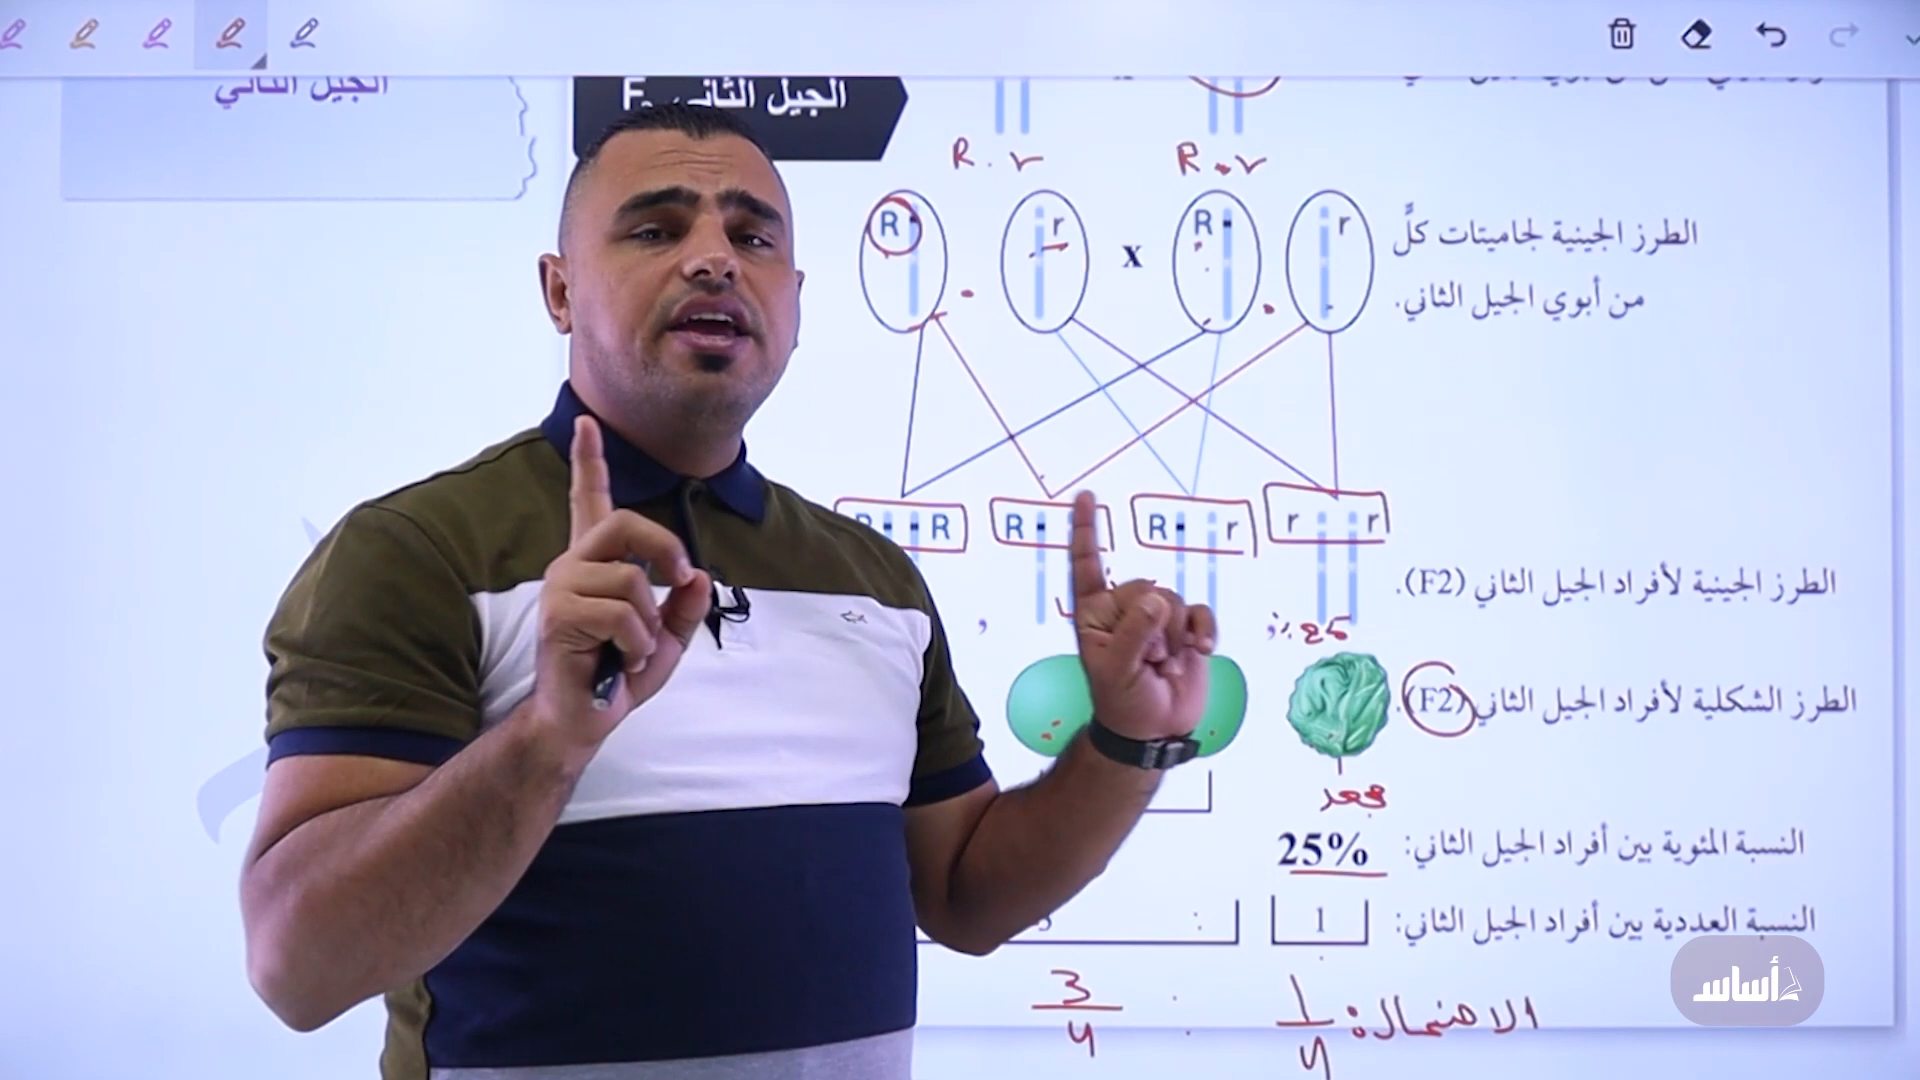 الجيل الثاني
الجيل الثاني F₂
R . r R . r
R r x R r
الطرز الجينية لجاميتات كلٍّ
من أبوي الجيل الثاني.
R R R R r r r
الطرز الجينية لأفراد الجيل الثاني (F2).
%25
الطرز الشكلية لأفراد الجيل الثاني (F2).
مجعد
النسبة المئوية بين أفراد الجيل الثاني: 25%
النسبة العددية بين أفراد الجيل الثاني: 1 : 3
الاحتمال: 1/4 : 3/4
أساس